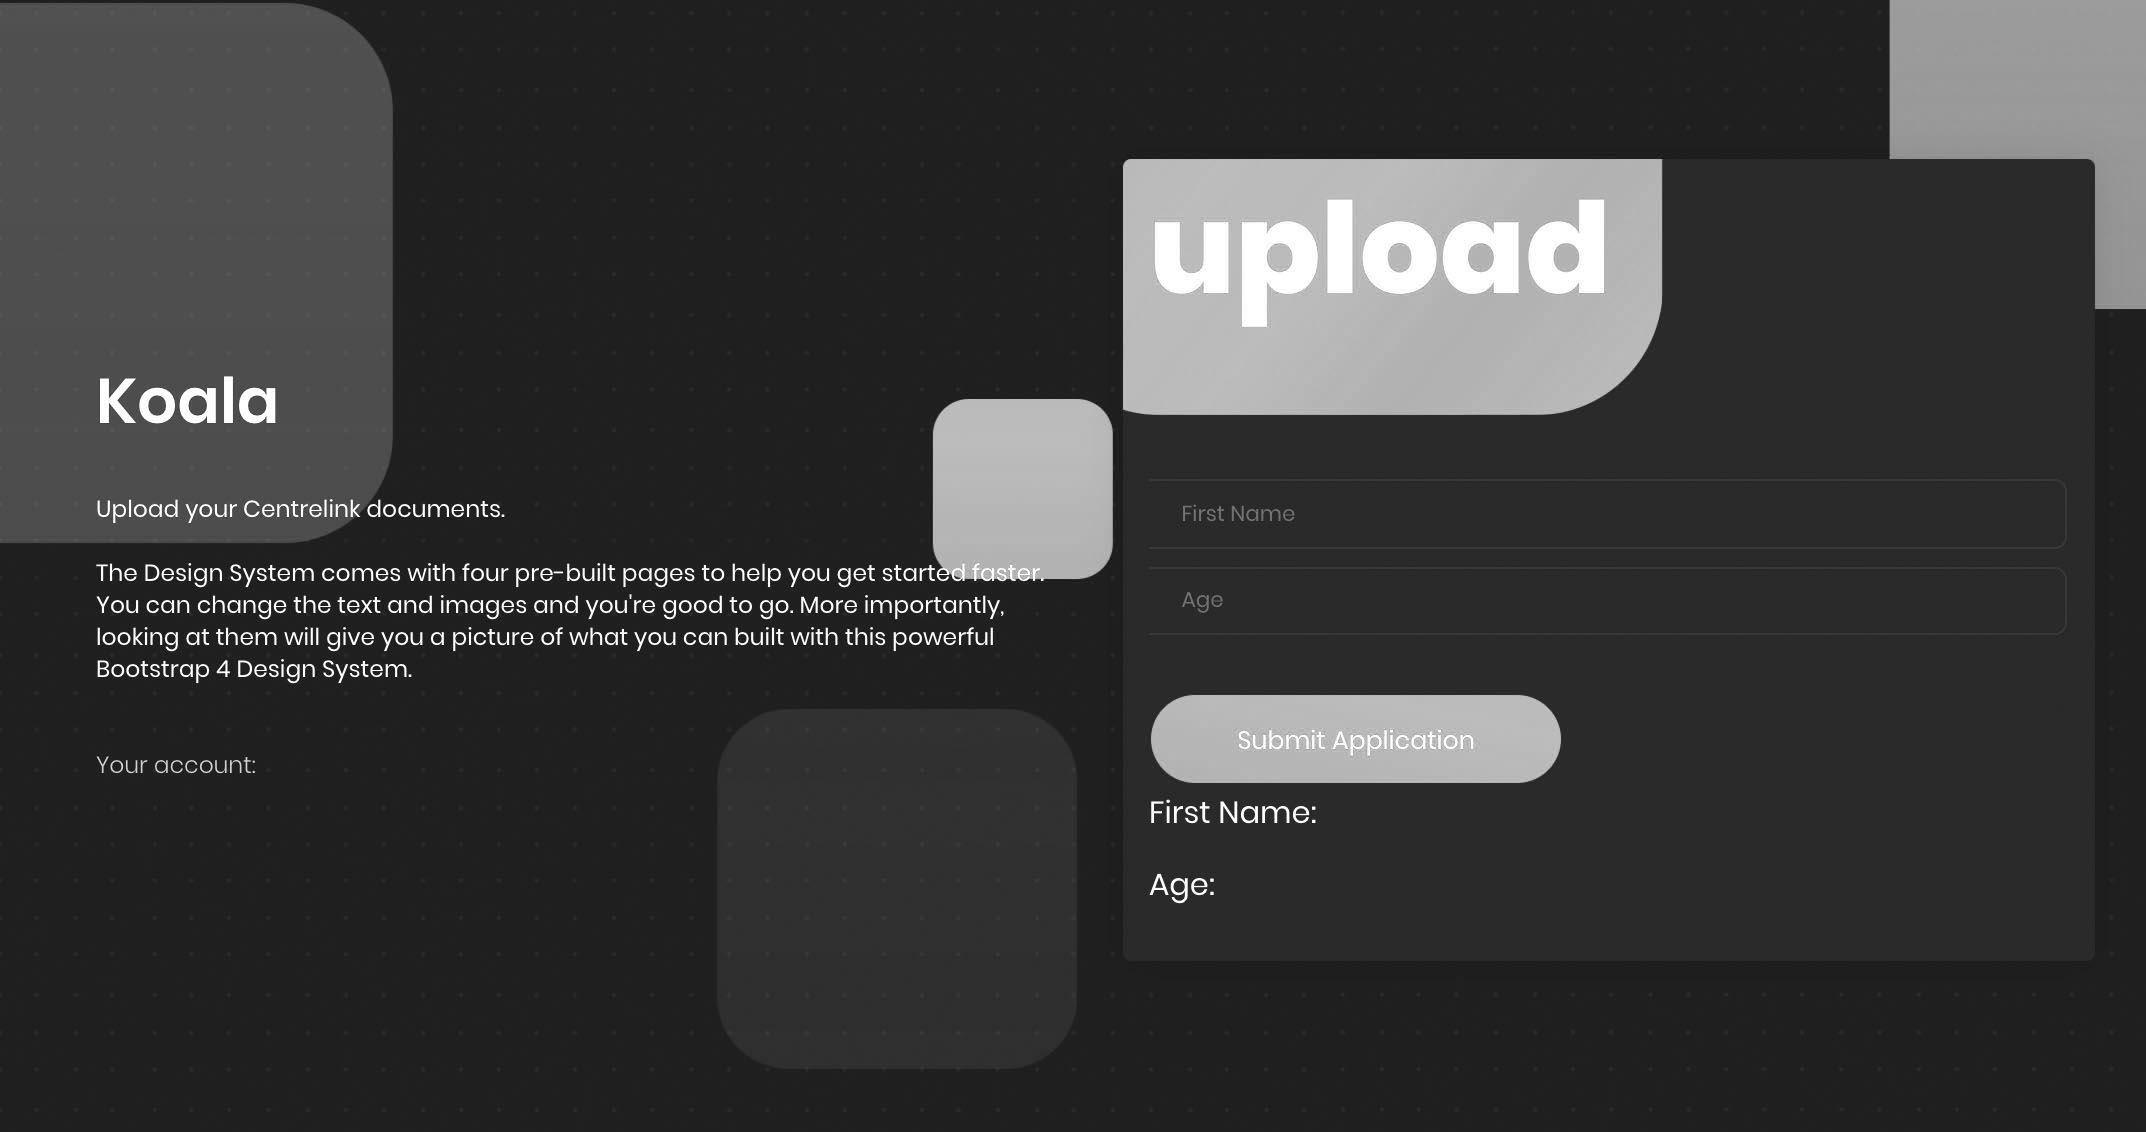 Koala
Upload your Centrelink documents.
The Design System comes with four pre-built pages to help you get started faster.
You can change the text and images and you're good to go. More importantly,
looking at them will give you a picture of what you can built with this powerful
Bootstrap 4 Design System.
Your account:
upload
First Name
Age
Submit Application
First Name:
Age: